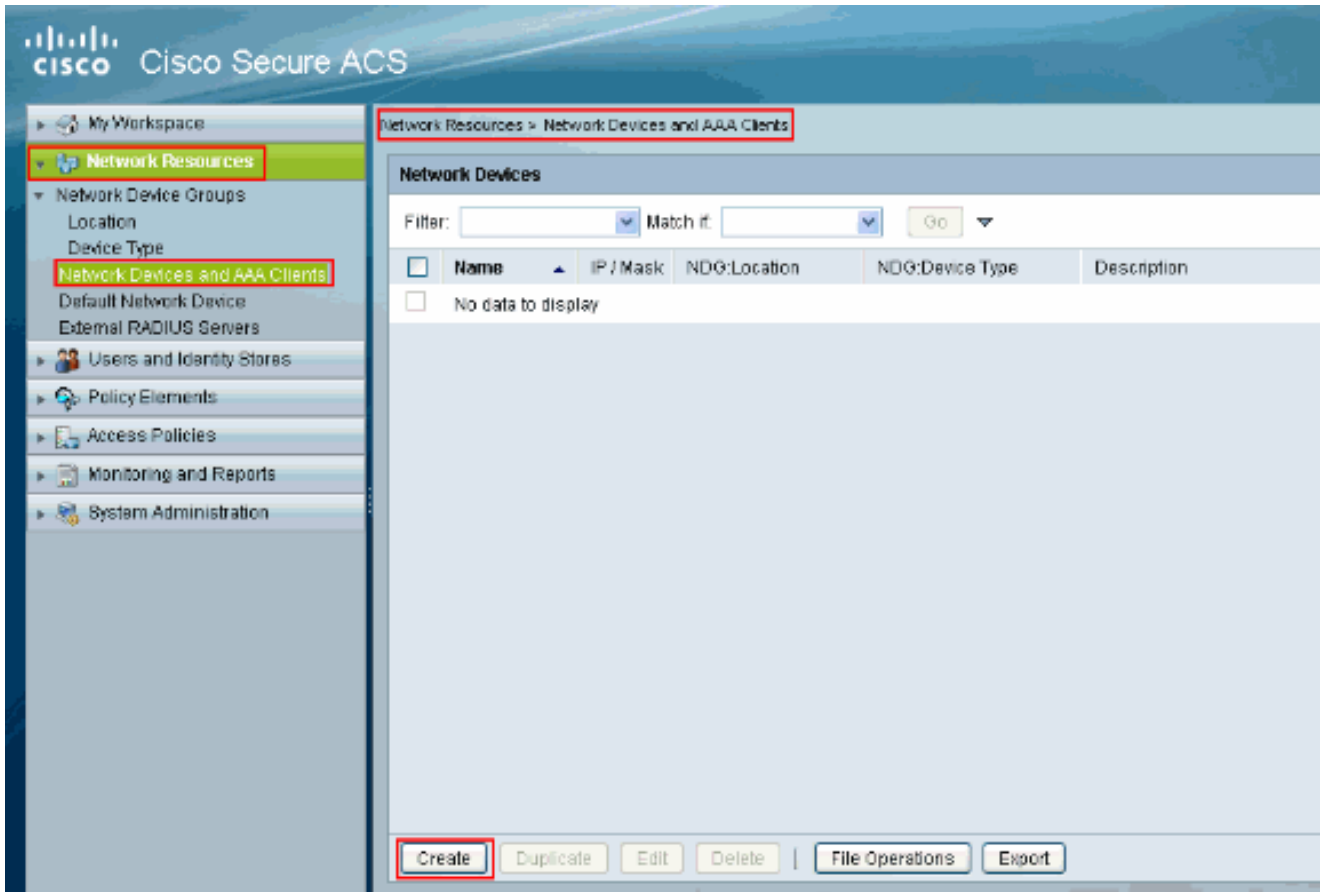 CISCO Cisco Secure ACS
My Workspace
Network Resources
Network Device Groups
Location
Device Type
Network Devices and AAA Clients
Default Network Device
External RADIUS Servers
Users and Identity Stores
Policy Elements
Access Policies
Monitoring and Reports
System Administration
Network Resources > Network Devices and AAA Clients
Network Devices
Filter: Match if: Go
Name IP / Mask NDG:Location NDG:Device Type Description
No data to display
Create Duplicate Edit Delete | File Operations Export